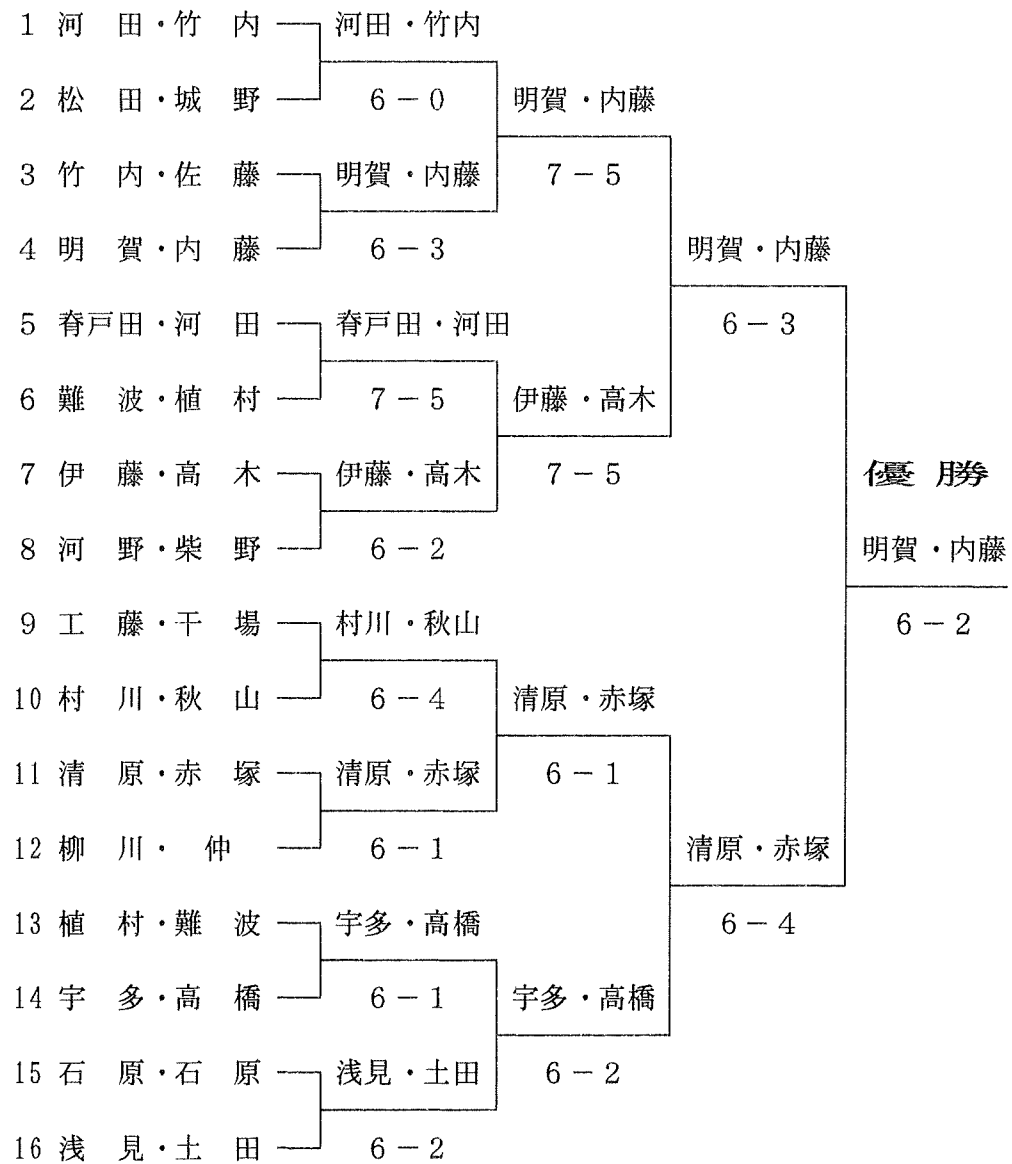 1 河 田・竹 内 河田・竹内
2 松 田・城 野 6－0 明賀・内藤
3 竹 内・佐 藤 明賀・内藤 7－5
4 明 賀・内 藤 6－3 明賀・内藤
5 脊戸田・河 田 脊戸田・河田 6－3
6 難 波・植 村 7－5 伊藤・高木
7 伊 藤・高 木 伊藤・高木 7－5 優 勝
8 河 野・柴 野 6－2 明賀・内藤
9 工 藤・干 場 村川・秋山 6－2
10 村 川・秋 山 6－4 清原・赤塚
11 清 原・赤 塚 清原・赤塚 6－1
12 柳 川・ 仲 6－1 清原・赤塚
13 植 村・難 波 宇多・高橋 6－4
14 宇 多・高 橋 6－1 宇多・高橋
15 石 原・石 原 浅見・土田 6－2
16 浅 見・土 田 6－2